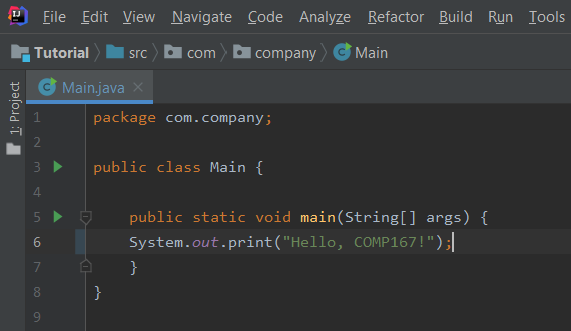 IJ File Edit View Navigate Code Analyze Refactor Build Run Tools
Tutorial src com company Main
1: Project
Main.java
1 package com.company;
2
3 public class Main {
4
5 public static void main(String[] args) {
6 System.out.print("Hello, COMP167!");
7 }
8 }
9